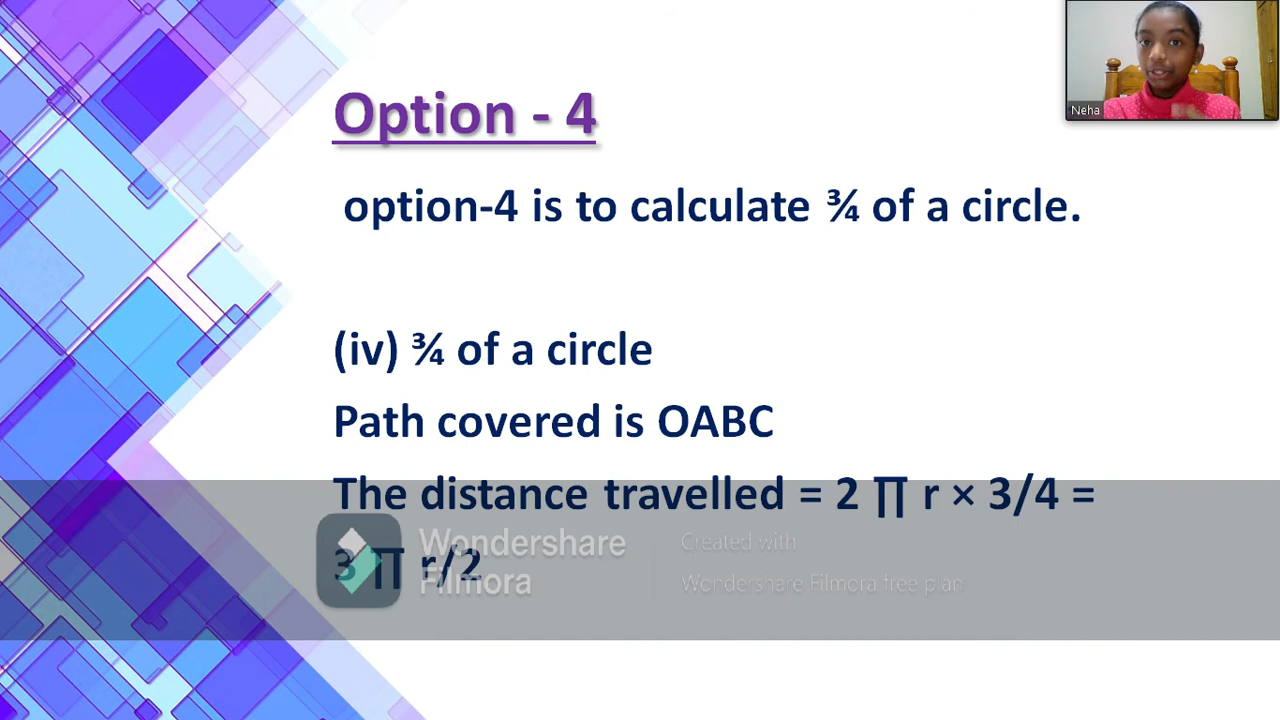 Neha
Option - 4
option-4 is to calculate ¾ of a circle.
(iv) ¾ of a circle
Path covered is OABC
The distance travelled = 2 ∏ r × 3/4 =
3 ∏ r/2
Wondershare
Filmora
Created with
Wondershare Filmora free plan